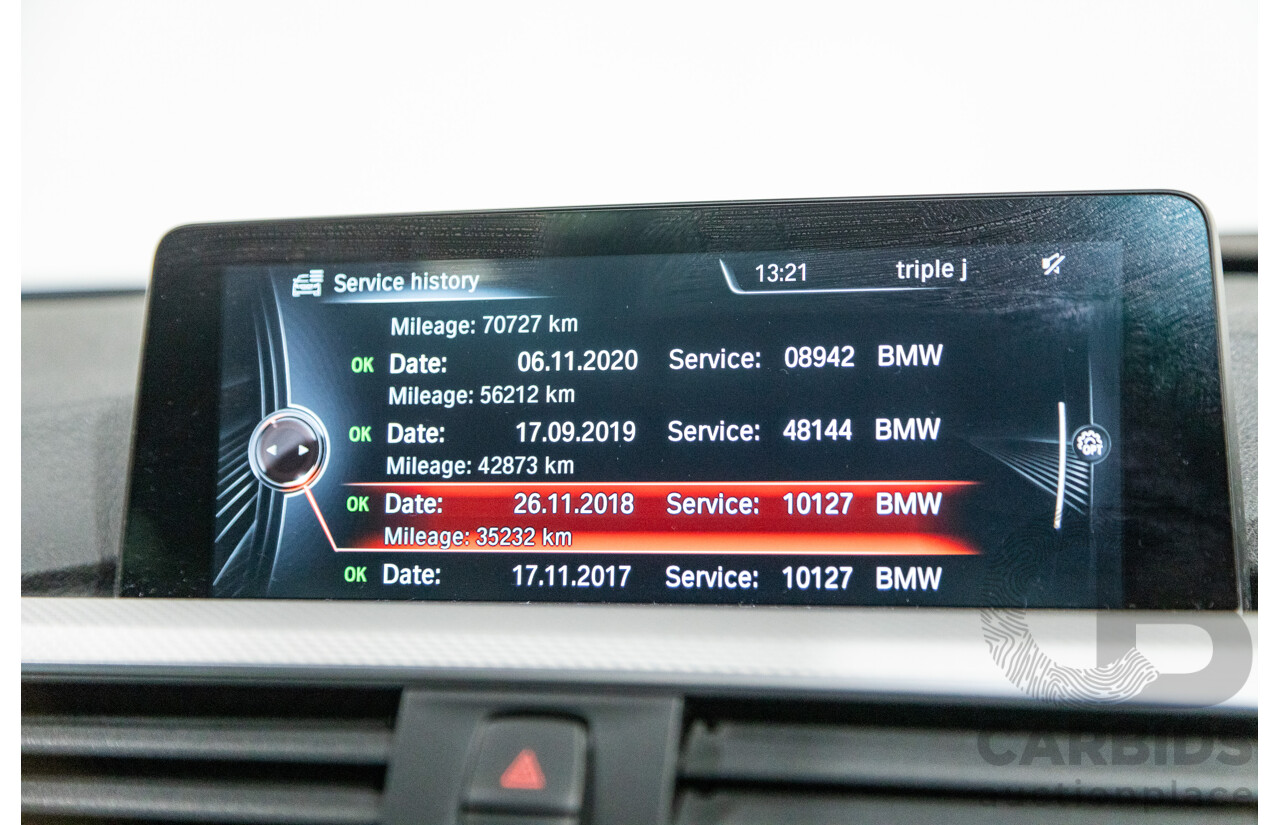 Service history
13:21
triple j
Mileage: 70727 km
OK Date: 06.11.2020 Service: 08942 BMW
Mileage: 56212 km
OK Date: 17.09.2019 Service: 48144 BMW
Mileage: 42873 km
OPT
OK Date: 26.11.2018 Service: 10127 BMW
Mileage: 35232 km
OK Date: 17.11.2017 Service: 10127 BMW
CARBIDS
auctionplace